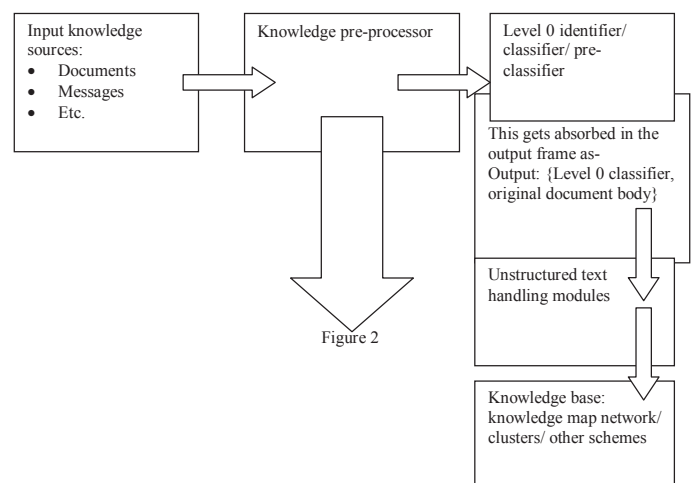 Input knowledge
sources:
• Documents
• Messages
• Etc.
Knowledge pre-processor
Level 0 identifier/
classifier/ pre-
classifier
This gets absorbed in the
output frame as-
Output: {Level 0 classifier,
original document body}
Unstructured text
handling modules
Figure 2
Knowledge base:
knowledge map network/
clusters/ other schemes